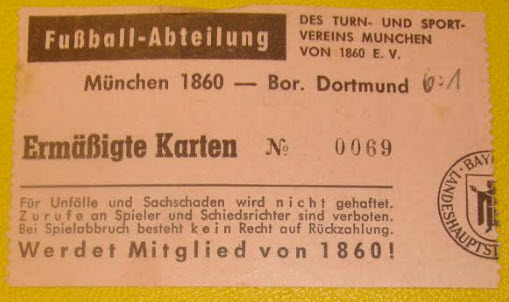 Fußball-Abteilung
DES TURN- UND SPORT-
VEREINS MUNCHEN
VON 1860 E. V.
München 1860 — Bor. Dortmund 6:1
Ermäßigte Karten № 0069
Für Unfälle und Sachschaden wird nicht gehaftet.
Zurufe an Spieler und Schiedsrichter sind verboten.
Bei Spielabbruch besteht kein Recht auf Rückzahlung.
Werdet Mitglied von 1860!